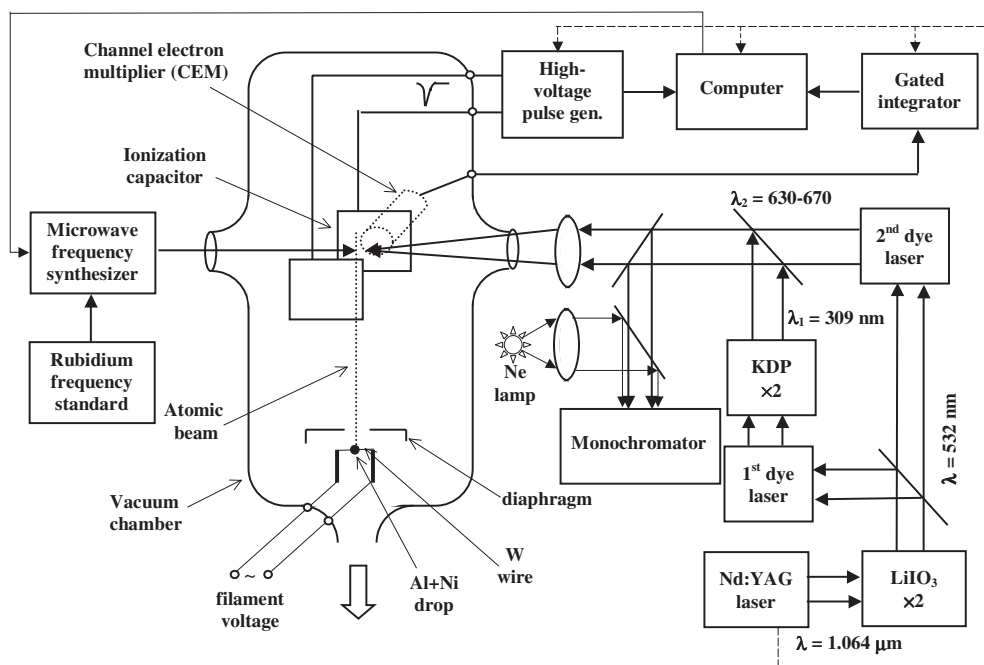 Channel electron
multiplier (CEM)
High-
voltage
pulse gen.
Computer
Gated
integrator
Ionization
capacitor
λ2 = 630-670
Microwave
frequency
synthesizer
2nd dye
laser
λ1 = 309 nm
Rubidium
frequency
standard
Ne
lamp
KDP
×2
Atomic
beam
Monochromator
1st dye
laser
λ = 532 nm
Vacuum
chamber
diaphragm
~
filament
voltage
Al+Ni
drop
W
wire
Nd:YAG
laser
LiIO3
×2
λ = 1.064 μm